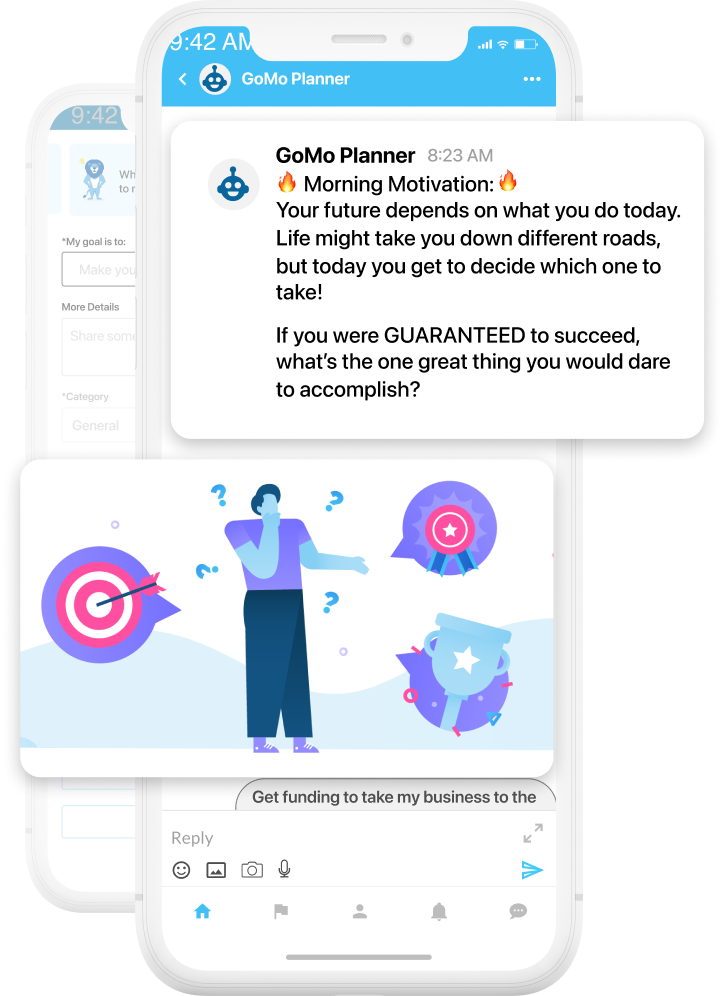 9:42 AM
GoMo Planner
GoMo Planner 8:23 AM
🔥 Morning Motivation: 🔥
Your future depends on what you do today.
Life might take you down different roads,
but today you get to decide which one to
take!
If you were GUARANTEED to succeed,
what's the one great thing you would dare
to accomplish?
Get funding to take my business to the
Reply
9:42
Wh
to
*My goal is to:
Make you
More Details
Share some
*Category
General